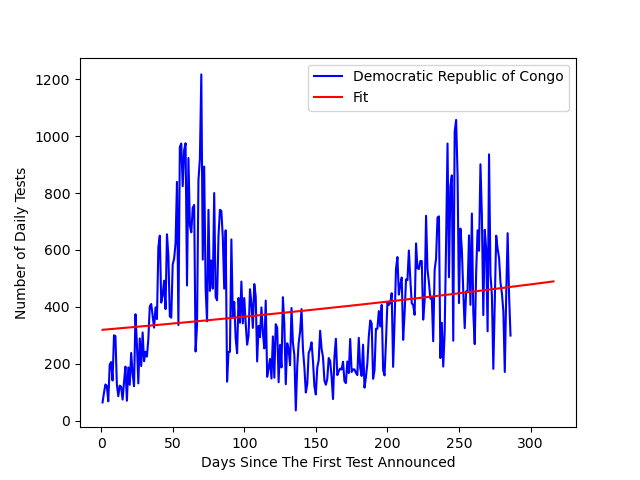 Democratic Republic of Congo
Fit
1200
1000
800
600
400
200
0
0 50 100 150 200 250 300
Number of Daily Tests
Days Since The First Test Announced